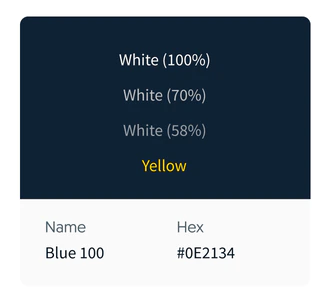 White (100%)
White (70%)
White (58%)
Yellow
Name Hex
Blue 100 #0E2134